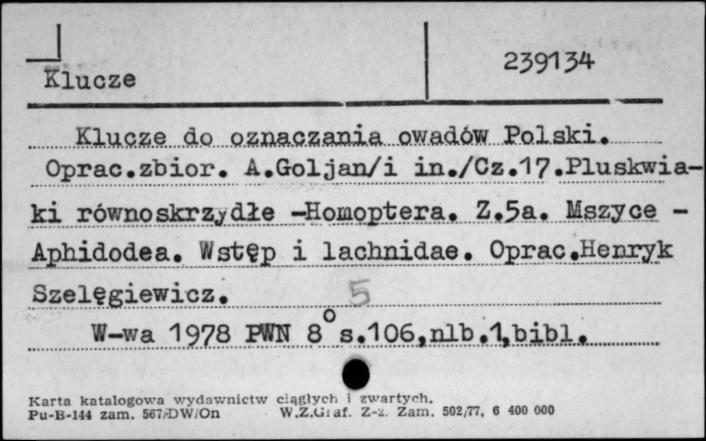 239134
Klucze
Klucze do oznaczania owadów Polski.
Oprac.zbior. A.Goljan/i in./Cz.17.Pluskwia-
ki równoskrzydłe -Homoptera. Z.5a. Mszyce -
Aphidodea. Wstęp i lachnidae. Oprac.Henryk
Szelęgiewicz. 5
W-wa 1978 PWN 8° s.106,nlb.1,bibl.
Karta katalogowa wydawnictw ciągłych i zwartych.
Pu-B-144 zam. 567/DW/On W.Z.Graf. Z-z. Zam. 502/77, 6 400 000